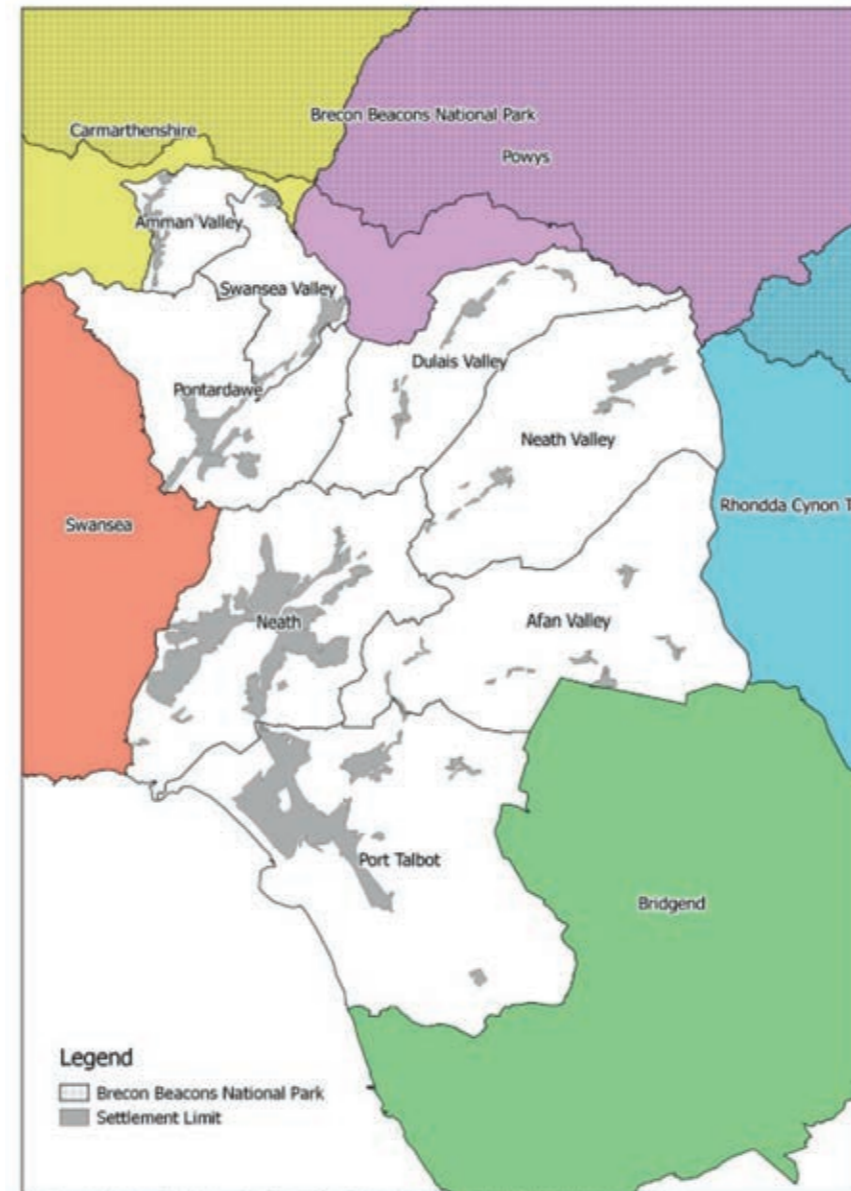 Brecon Beacons National Park
Carmarthenshire
Powys
Amman Valley
Swansea Valley
Dulais Valley
Pontardawe
Neath Valley
Rhondda Cynon T
Swansea
Neath
Afan Valley
Port Talbot
Bridgend
Legend
Brecon Beacons National Park
Settlement Limit